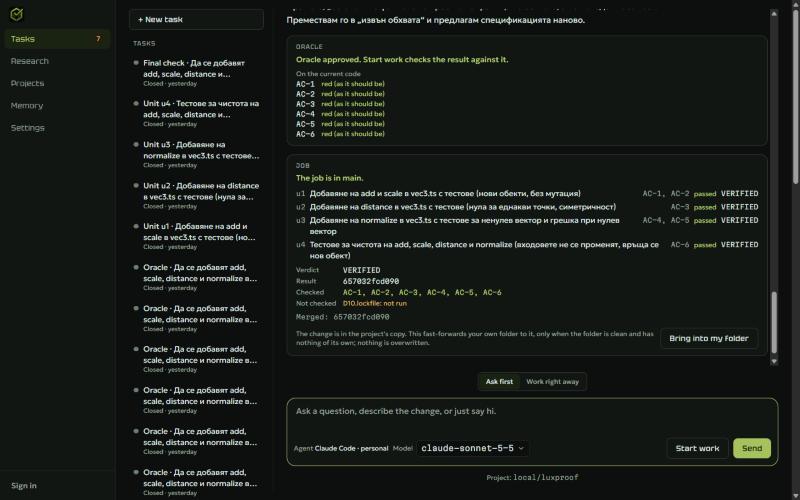 Tasks 7
Research
Projects
Memory
Settings
Sign in
+ New task
TASKS
Final check · Да се добавят
add, scale, distance и...
Closed · yesterday
Unit u4 · Тестове за чистота на
add, scale, distance и normali...
Closed · yesterday
Unit u3 · Добавяне на
normalize в vec3.ts с тестове...
Closed · yesterday
Unit u2 · Добавяне на distance
в vec3.ts с тестове (нула за...
Closed · yesterday
Unit u1 · Добавяне на add и
scale в vec3.ts с тестове (но...
Closed · yesterday
Oracle · Да се добавят add,
scale, distance и normalize в...
Closed · yesterday
Oracle · Да се добавят add,
scale, distance и normalize в...
Closed · yesterday
Oracle · Да се добавят add,
scale, distance и normalize в...
Closed · yesterday
Oracle · Да се добавят add,
scale, distance и normalize в...
Closed · yesterday
Oracle · Да се добавят add,
scale, distance и normalize в...
Closed · yesterday
Oracle · Да се добавят add,
scale, distance и normalize в...
Closed · yesterday
Премествам го в „извън обхвата“ и предлагам спецификацията наново.
ORACLE
Oracle approved. Start work checks the result against it.
On the current code
AC-1 red (as it should be)
AC-2 red (as it should be)
AC-3 red (as it should be)
AC-4 red (as it should be)
AC-5 red (as it should be)
AC-6 red (as it should be)
JOB
The job is in main.
u1 Добавяне на add и scale в vec3.ts с тестове (нови обекти, без мутация) AC-1, AC-2 passed VERIFIED
u2 Добавяне на distance в vec3.ts с тестове (нула за еднакви точки, симетричност) AC-3 passed VERIFIED
u3 Добавяне на normalize в vec3.ts с тестове за ненулев вектор и грешка при нулев AC-4, AC-5 passed VERIFIED
вектор
u4 Тестове за чистота на add, scale, distance и normalize (входовете не се променят, връща се AC-6 passed VERIFIED
нов обект)
Verdict VERIFIED
Result 657032fcd090
Checked AC-1, AC-2, AC-3, AC-4, AC-5, AC-6
Not checked D10.lockfile: not run
Merged: 657032fcd090
The change is in the project's copy. This fast-forwards your own folder to it, only when the folder is clean and has
nothing of its own; nothing is overwritten.
Bring into my folder
Ask first Work right away
Ask a question, describe the change, or just say hi.
Agent Claude Code · personal Model claude-sonnet-5-5
Start work Send
Project: local/luxproof